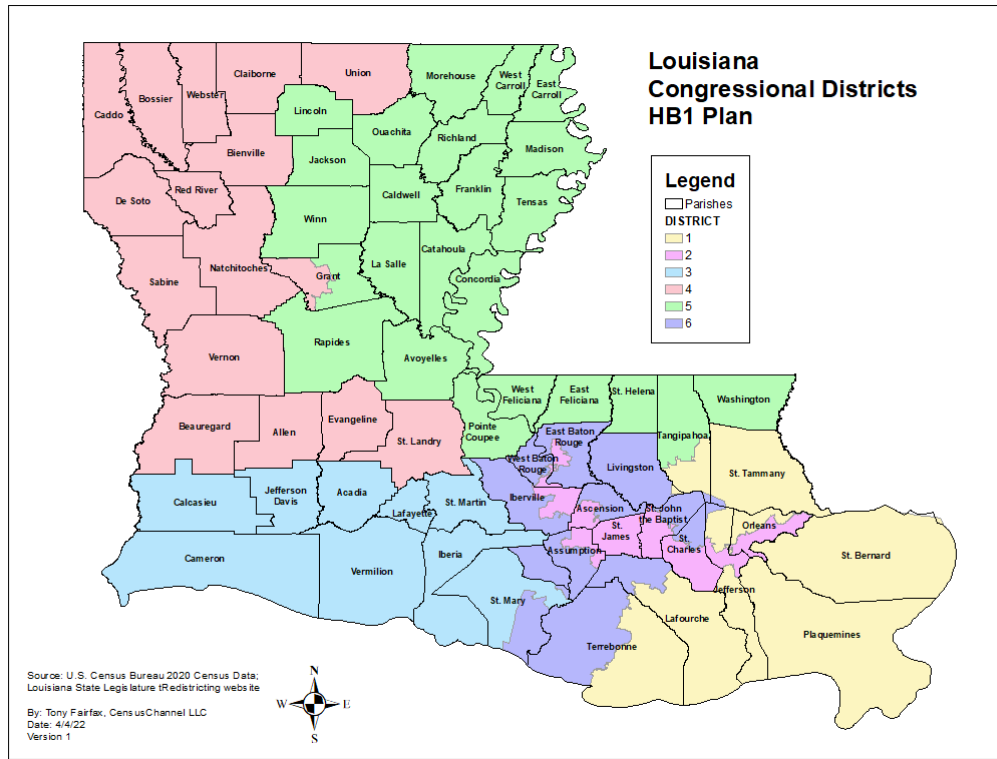 Louisiana
Congressional Districts
HB1 Plan
Legend
Parishes
DISTRICT
1
2
3
4
5
6
Caddo
Bossier
Webster
Claiborne
Union
Morehouse
West
Carroll
East
Carroll
Lincoln
Ouachita
Richland
Madison
Bienville
Jackson
De Soto
Red River
Caldwell
Franklin
Tensas
Winn
Natchitoches
Grant
La Salle
Catahoula
Concordia
Sabine
Vernon
Rapides
Avoyelles
Beauregard
Allen
Evangeline
St. Landry
Pointe
Coupee
West
Feliciana
East
Feliciana
St. Helena
Tangipahoa
Washington
East Baton
Rouge
West Baton
Rouge
Livingston
St. Tammany
Calcasieu
Jefferson
Davis
Acadia
Lafayette
St. Martin
Iberville
Ascension
St. John
the Baptist
St.
James
St.
Charles
Orleans
St. Bernard
Cameron
Vermilion
Iberia
Assumption
St. Mary
Terrebonne
Lafourche
Jefferson
Plaquemines
Source: U.S. Census Bureau 2020 Census Data;
Louisiana State Legislature tRedistricting website
By: Tony Fairfax, CensusChannel LLC
Date: 4/4/22
Version 1
N
W
E
S